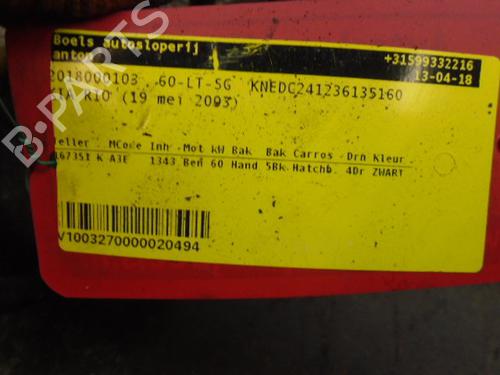 Boels autosloperij
anton
+31599332216
13-04-18
2018000103 60-LT-SG KNEDC241236135160
KIA RIO (19 mei 2003)
Teller . MCode Inh .Mot kW Bak Bak Carros .Drn Kleur .
167351 K A3E 1343 Ben 60 Hand 5Bk Hatchb. 4Dr ZWART
V1003270000020494
B-PARTS